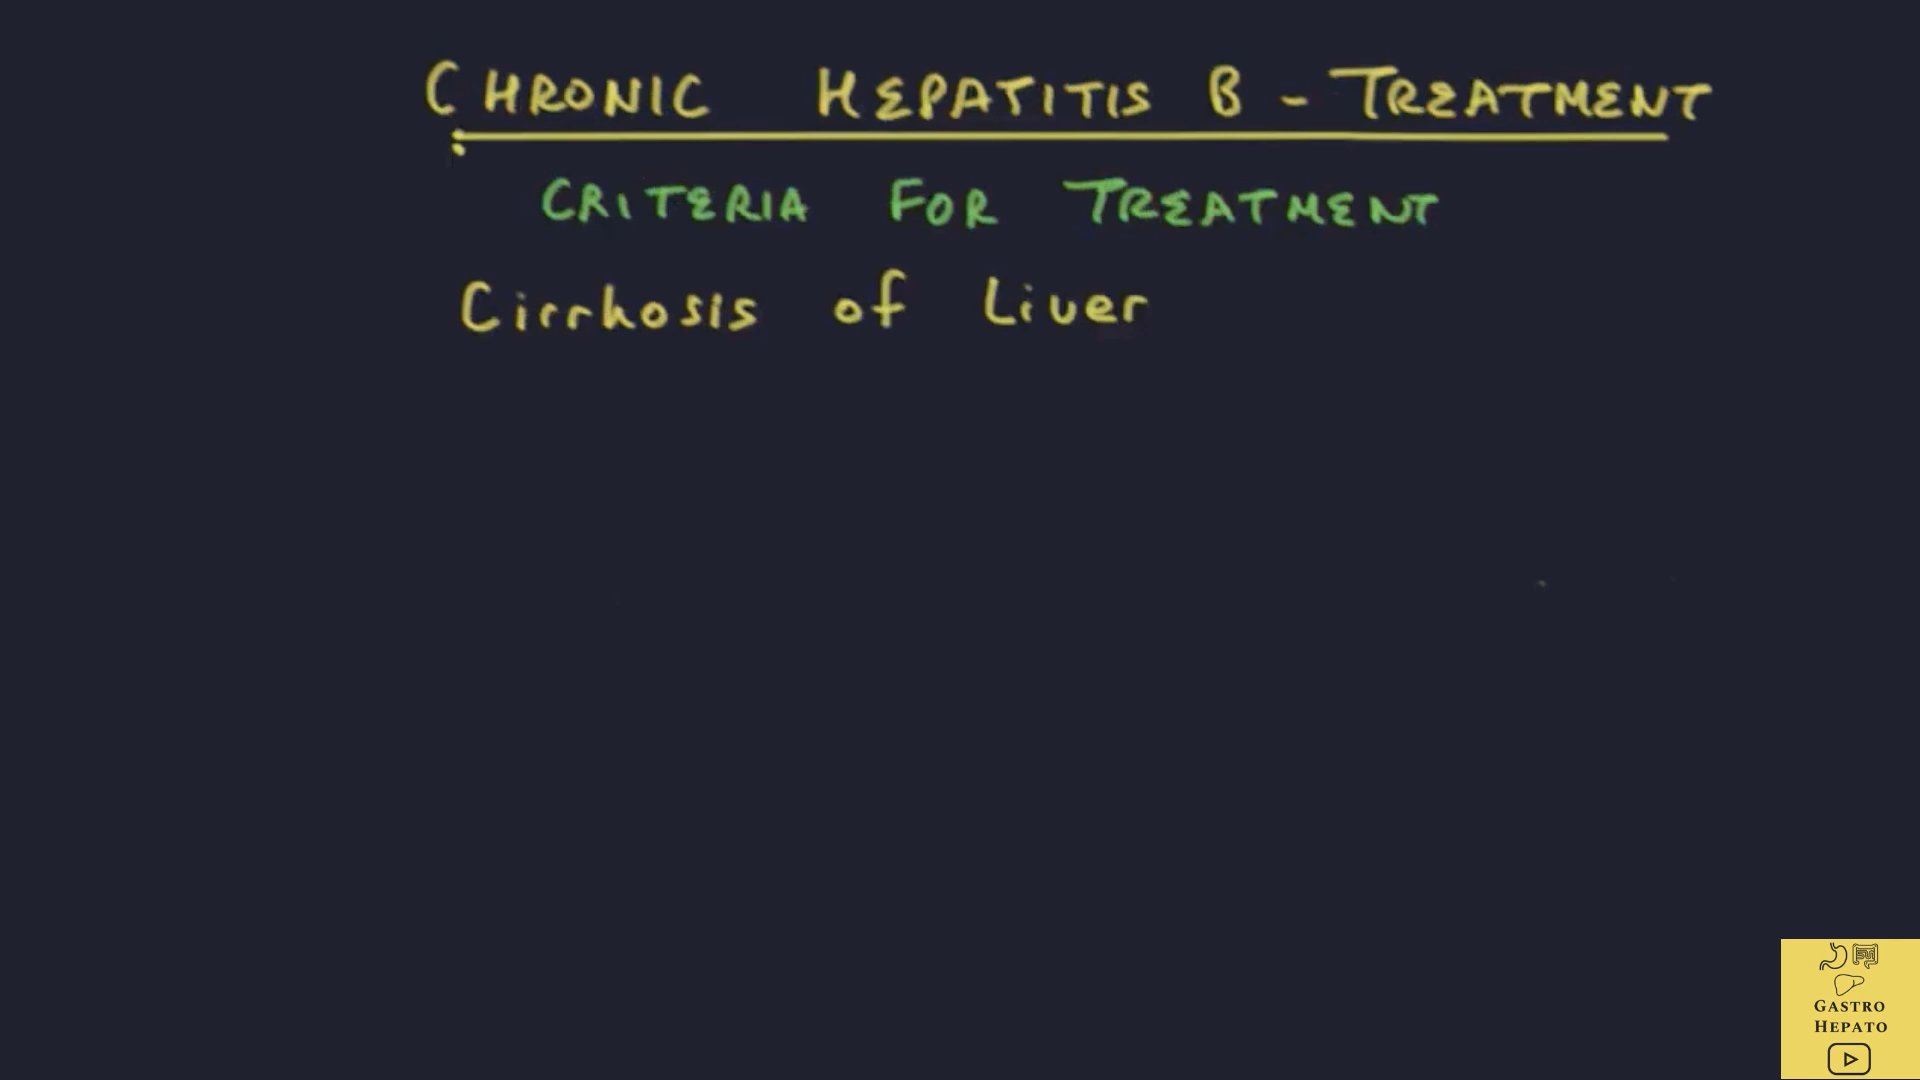 CHRONIC HEPATITIS B - TREATMENT
CRITERIA FOR TREATMENT
Cirrhosis of Liver
GASTRO
HEPATO